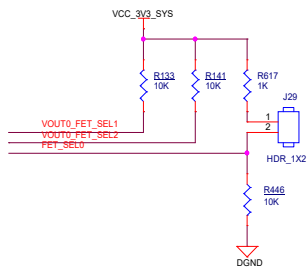 VCC_3V3_SYS
R133
10K
R141
10K
R617
1K
J29
1
2
HDR_1X2
VOUT0_FET_SEL1
VOUT0_FET_SEL2
FET_SEL0
R446
10K
DGND